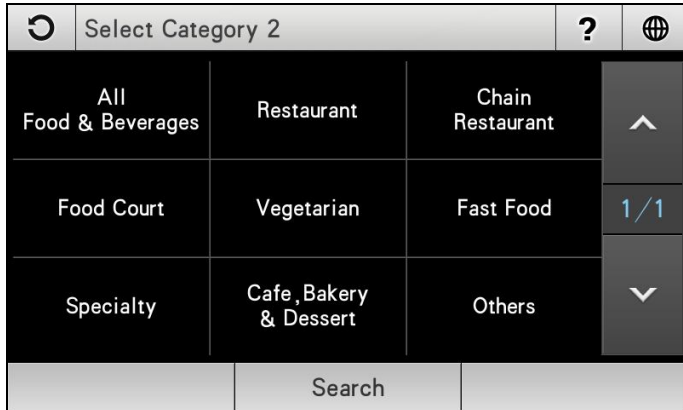 Select Category 2
?
All
Food & Beverages
Restaurant
Chain
Restaurant
Food Court
Vegetarian
Fast Food
1/1
Specialty
Cafe,Bakery
& Dessert
Others
Search